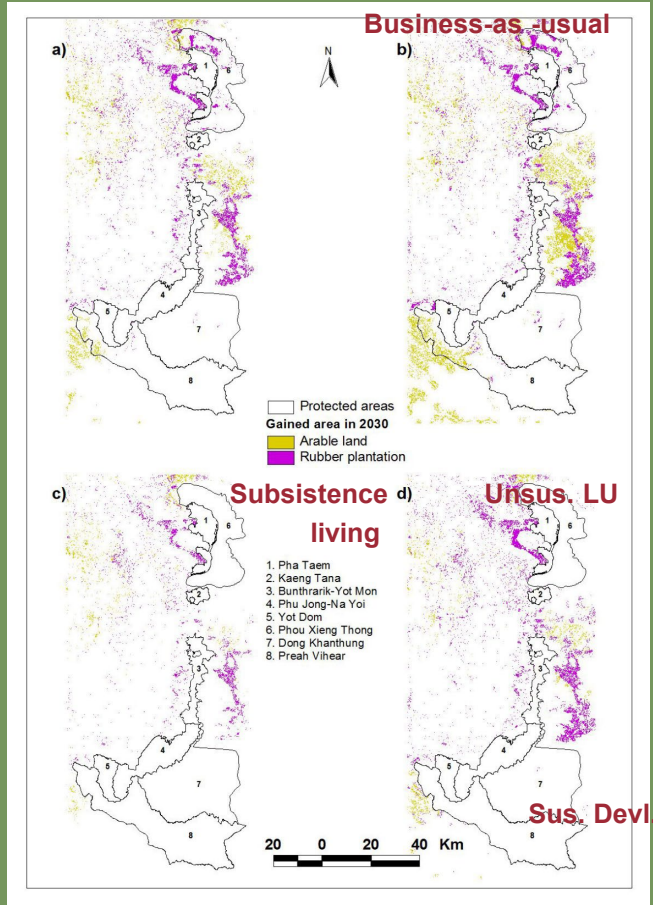 Business-as -usual
a)
N
b)
1
6
2
3
4
5
7
8
1
6
2
3
4
5
7
8
Protected areas
Gained area in 2030
Arable land
Rubber plantation
c)
Subsistence
living
d)
Unsus. LU
1
6
2
3
4
5
7
8
1. Pha Taem
2. Kaeng Tana
3. Bunthrarik-Yot Mon
4. Phu Jong-Na Yoi
5. Yot Dom
6. Phou Xieng Thong
7. Dong Khanthung
8. Preah Vihear
1
6
2
3
4
5
7
8
Sus. Devl.
20 0 20 40 Km